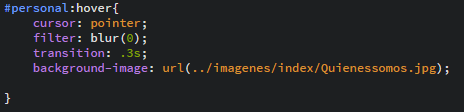 #personal:hover{
cursor: pointer;
filter: blur(0);
transition: .3s;
background-image: url(../imagenes/index/Quienessomos.jpg);
}